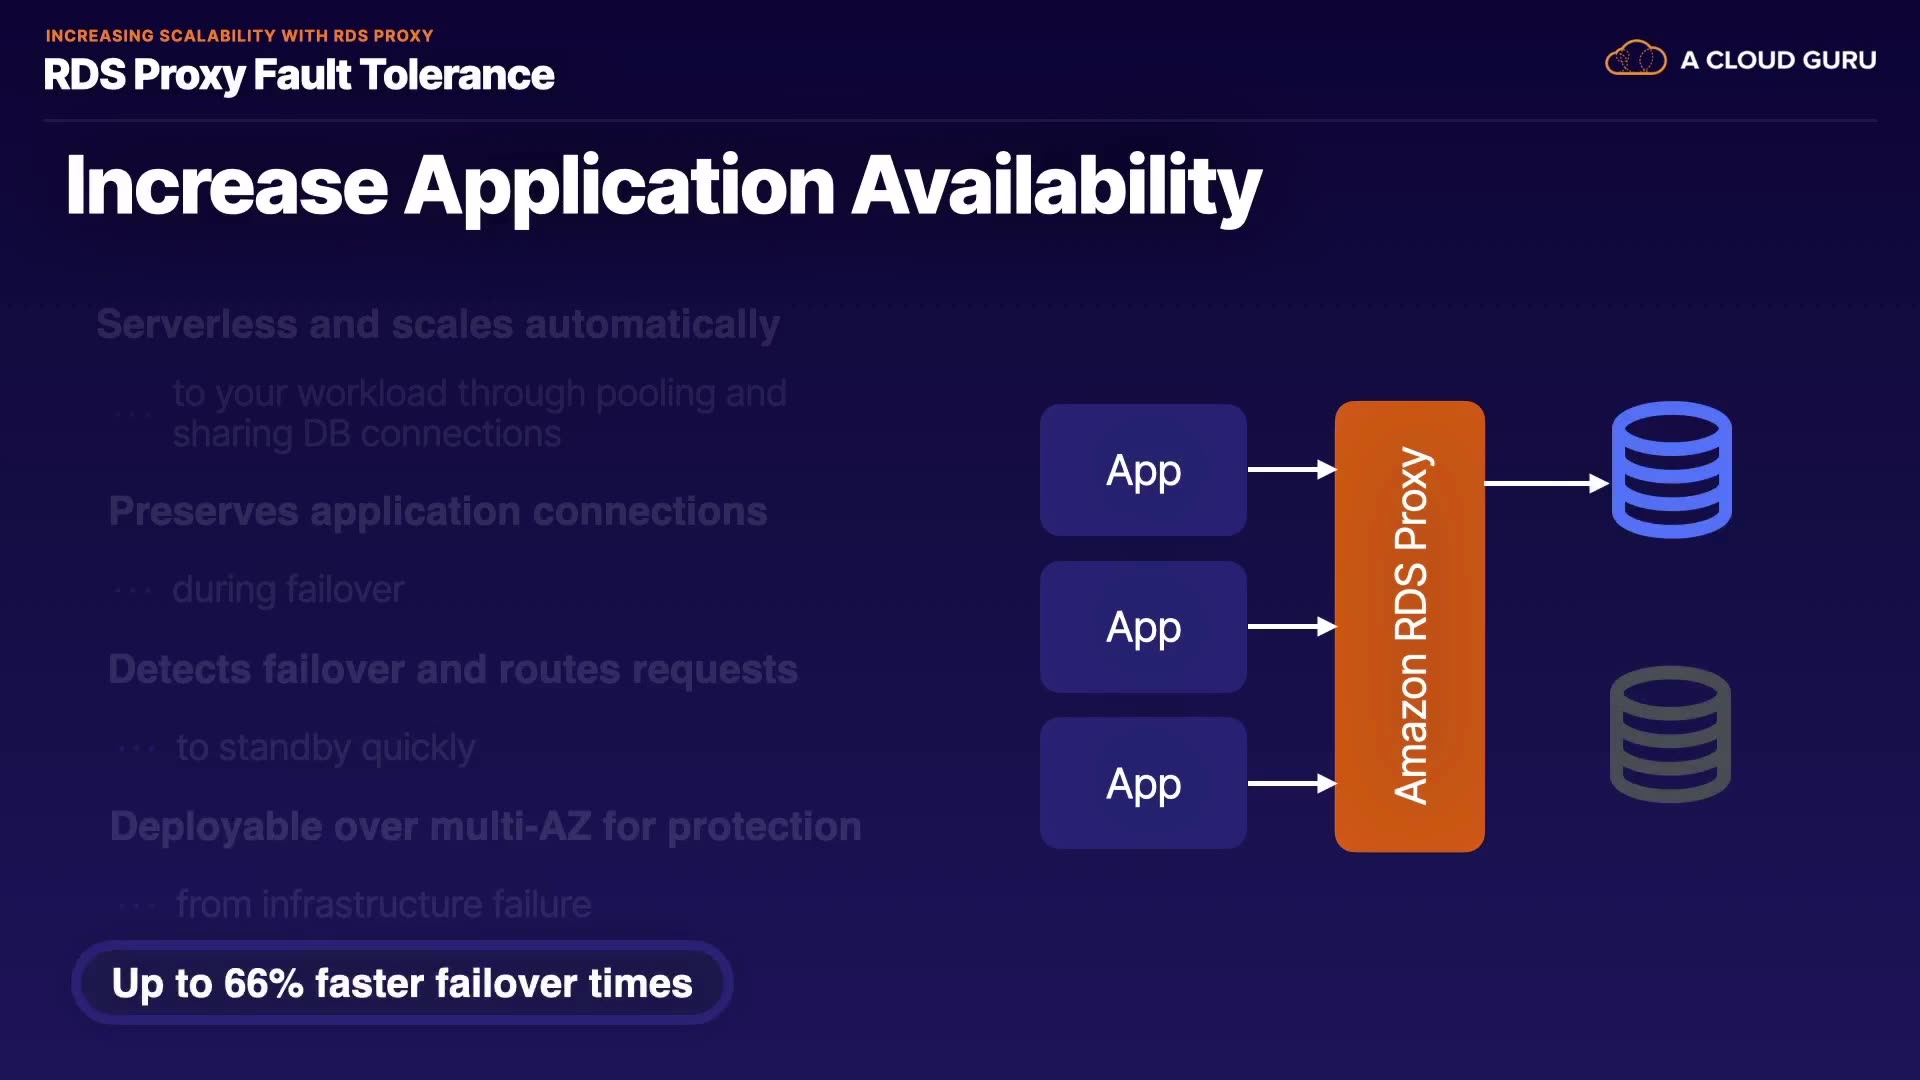 INCREASING SCALABILITY WITH RDS PROXY
RDS Proxy Fault Tolerance
A CLOUD GURU
Increase Application Availability
Serverless and scales automatically
... to your workload through pooling and
sharing DB connections
Preserves application connections
... during failover
Detects failover and routes requests
... to standby quickly
Deployable over multi-AZ for protection
... from infrastructure failure
Up to 66% faster failover times
App
App
App
Amazon RDS Proxy